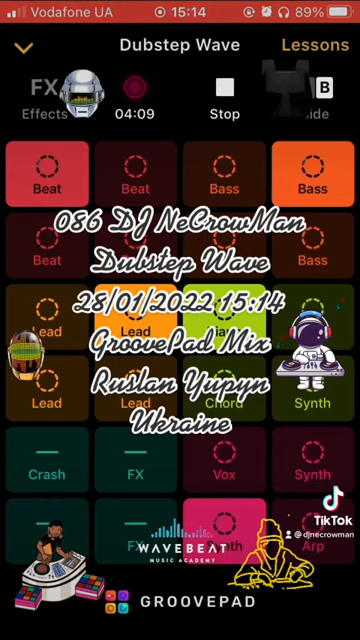 Vodafone UA 15:14 89%
Dubstep Wave Lessons
FX B
Effects 04:09 Stop ide
Beat Beat Bass Bass
086 DJ NeCrowMan
Beat Bass
Dubstep Wave
28/01/2022 15:14
Lead
GroovePad Mix
Ruslan Yupyn
Lead Lead Chord Synth
Ukraine
Crash FX Vox Synth
TikTok
@djnecrowman
WAVEBEAT
MUSIC ACADEMY
FX Arp
GROOVEPAD